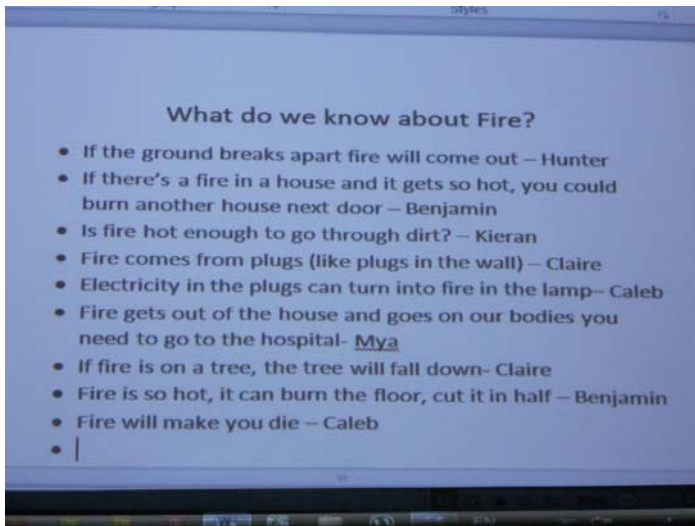 Styles
What do we know about Fire?
• If the ground breaks apart fire will come out – Hunter
• If there's a fire in a house and it gets so hot, you could
burn another house next door – Benjamin
• Is fire hot enough to go through dirt? – Kieran
• Fire comes from plugs (like plugs in the wall) – Claire
• Electricity in the plugs can turn into fire in the lamp– Caleb
• Fire gets out of the house and goes on our bodies you
need to go to the hospital- Mya
• If fire is on a tree, the tree will fall down- Claire
• Fire is so hot, it can burn the floor, cut it in half – Benjamin
• Fire will make you die – Caleb
•